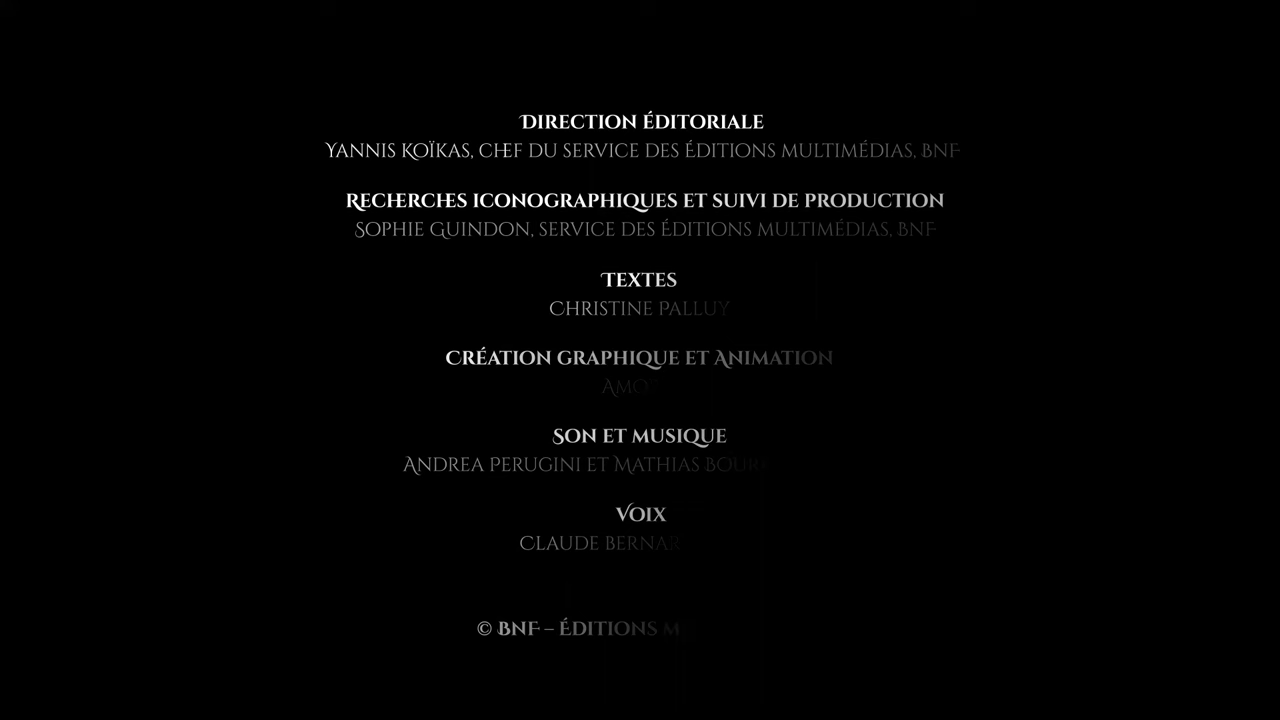 Direction éditoriale
Yannis Koïkas, chef du service des éditions multimédias, BnF
Recherches iconographiques et suivi de production
Sophie Guindon, service des éditions multimédias, BnF
Textes
Christine Palluy
Création graphique et Animation
Son et musique
Andrea Perugini et Mathias
Voix
Claude
© BnF – Éditions